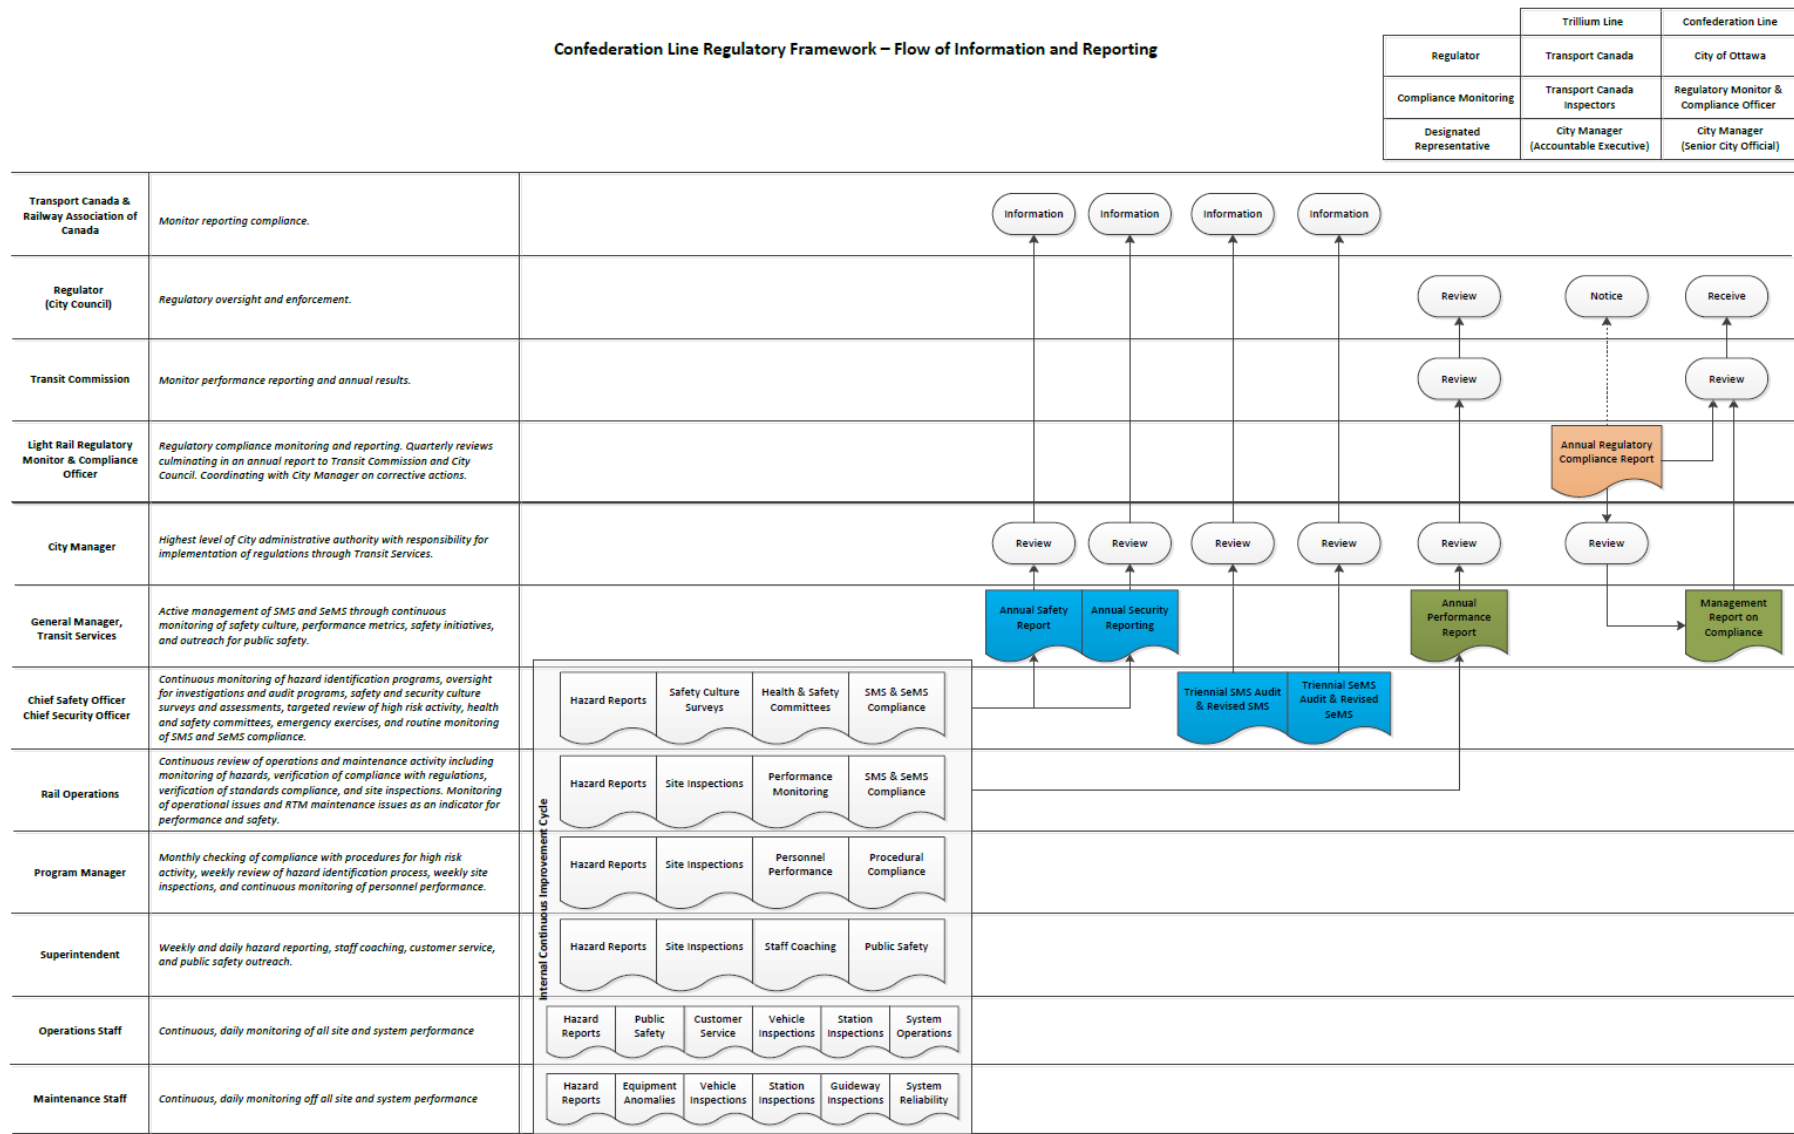 Confederation Line Regulatory Framework – Flow of Information and Reporting
Trillium Line
Confederation Line
Regulator
Transport Canada
City of Ottawa
Compliance Monitoring
Transport Canada
Inspectors
Regulatory Monitor &
Compliance Officer
Designated
Representative
City Manager
(Accountable Executive)
City Manager
(Senior City Official)
Transport Canada &
Railway Association of
Canada
Monitor reporting compliance.
Information
Information
Information
Information
Regulator
(City Council)
Regulatory oversight and enforcement.
Review
Notice
Receive
Transit Commission
Monitor performance reporting and annual results.
Review
Review
Light Rail Regulatory
Monitor & Compliance
Officer
Regulatory compliance monitoring and reporting. Quarterly reviews
culminating in an annual report to Transit Commission and City
Council. Coordinating with City Manager on corrective actions.
Annual Regulatory
Compliance Report
City Manager
Highest level of City administrative authority with responsibility for
implementation of regulations through Transit Services.
Review
Review
Review
Review
Review
Review
General Manager,
Transit Services
Active management of SMS and SeMS through continuous
monitoring of safety culture, performance metrics, safety initiatives,
and outreach for public safety.
Annual Safety
Report
Annual Security
Reporting
Annual
Performance
Report
Management
Report on
Compliance
Chief Safety Officer
Chief Security Officer
Continuous monitoring of hazard identification programs, oversight
for investigations and audit programs, safety and security culture
surveys and assessments, targeted review of high risk activity, health
and safety committees, emergency exercises, and routine monitoring
of SMS and SeMS compliance.
Hazard Reports
Safety Culture
Surveys
Health & Safety
Committees
SMS & SeMS
Compliance
Triennial SMS Audit
& Revised SMS
Triennial SeMS
Audit & Revised
SeMS
Internal Continuous Improvement Cycle
Rail Operations
Continuous review of operations and maintenance activity including
monitoring of hazards, verification of compliance with regulations,
verification of standards compliance, and site inspections. Monitoring
of operational issues and RTM maintenance issues as an indicator for
performance and safety.
Hazard Reports
Site Inspections
Performance
Monitoring
SMS & SeMS
Compliance
Program Manager
Monthly checking of compliance with procedures for high risk
activity, weekly review of hazard identification process, weekly site
inspections, and continuous monitoring of personnel performance.
Hazard Reports
Site Inspections
Personnel
Performance
Procedural
Compliance
Superintendent
Weekly and daily hazard reporting, staff coaching, customer service,
and public safety outreach.
Hazard Reports
Site Inspections
Staff Coaching
Public Safety
Operations Staff
Continuous, daily monitoring of all site and system performance
Hazard
Reports
Public
Safety
Customer
Service
Vehicle
Inspections
Station
Inspections
System
Operations
Maintenance Staff
Continuous, daily monitoring off all site and system performance
Hazard
Reports
Equipment
Anomalies
Vehicle
Inspections
Station
Inspections
Guideway
Inspections
System
Reliability